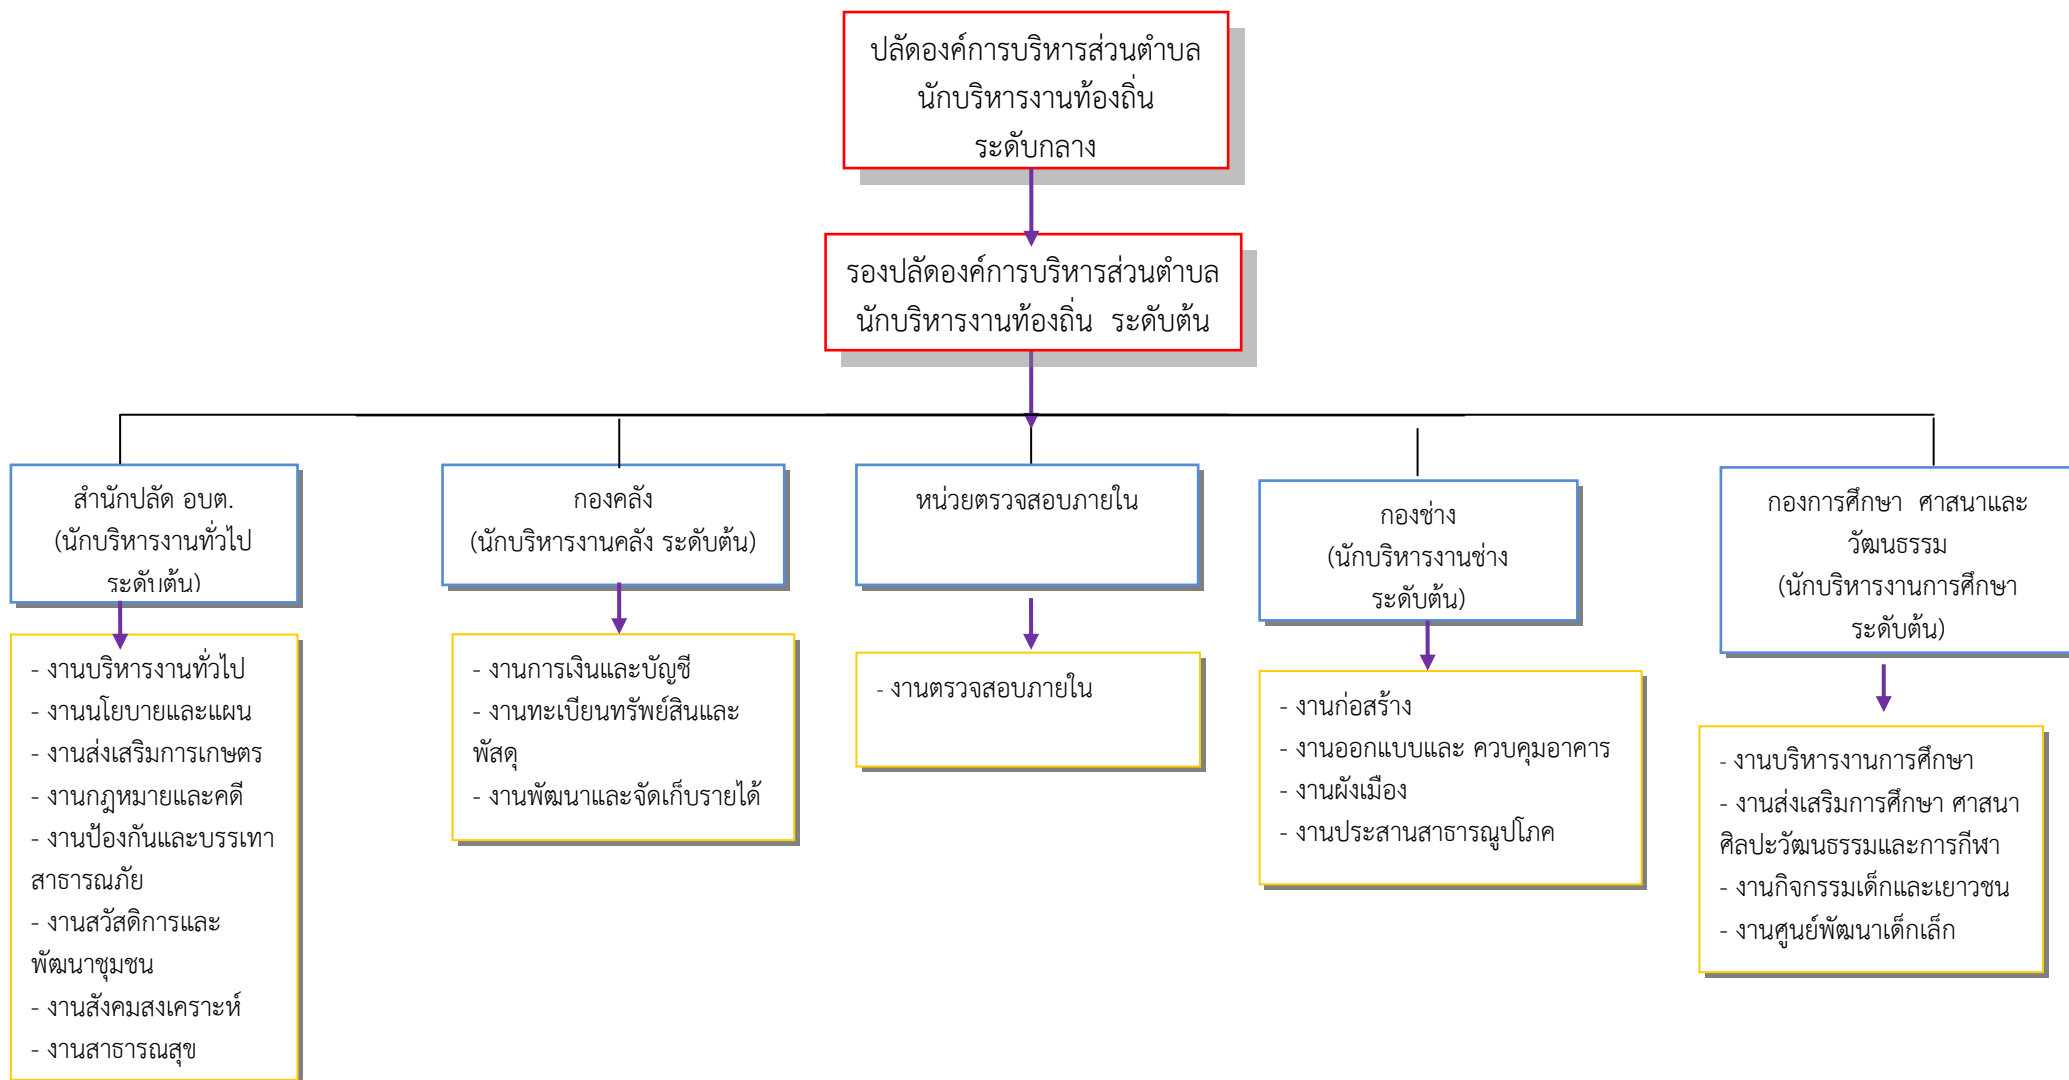 ปลัดองค์การบริหารส่วนตำบล
นักบริหารงานท้องถิ่น
ระดับกลาง
รองปลัดองค์การบริหารส่วนตำบล
นักบริหารงานท้องถิ่น ระดับต้น
สำนักปลัด อบต.
(นักบริหารงานทั่วไป
ระดับต้น)
- งานบริหารงานทั่วไป
- งานนโยบายและแผน
- งานส่งเสริมการเกษตร
- งานกฎหมายและคดี
- งานป้องกันและบรรเทา
สาธารณภัย
- งานสวัสดิการและ
พัฒนาชุมชน
- งานสังคมสงเคราะห์
- งานสาธารณสุข
กองคลัง
(นักบริหารงานคลัง ระดับต้น)
- งานการเงินและบัญชี
- งานทะเบียนทรัพย์สินและ
พัสดุ
- งานพัฒนาและจัดเก็บรายได้
หน่วยตรวจสอบภายใน
- งานตรวจสอบภายใน
กองช่าง
(นักบริหารงานช่าง
ระดับต้น)
- งานก่อสร้าง
- งานออกแบบและ ควบคุมอาคาร
- งานผังเมือง
- งานประสานสาธารณูปโภค
กองการศึกษา ศาสนาและ
วัฒนธรรม
(นักบริหารงานการศึกษา
ระดับต้น)
- งานบริหารงานการศึกษา
- งานส่งเสริมการศึกษา ศาสนา
ศิลปะวัฒนธรรมและการกีฬา
- งานกิจกรรมเด็กและเยาวชน
- งานศูนย์พัฒนาเด็กเล็ก